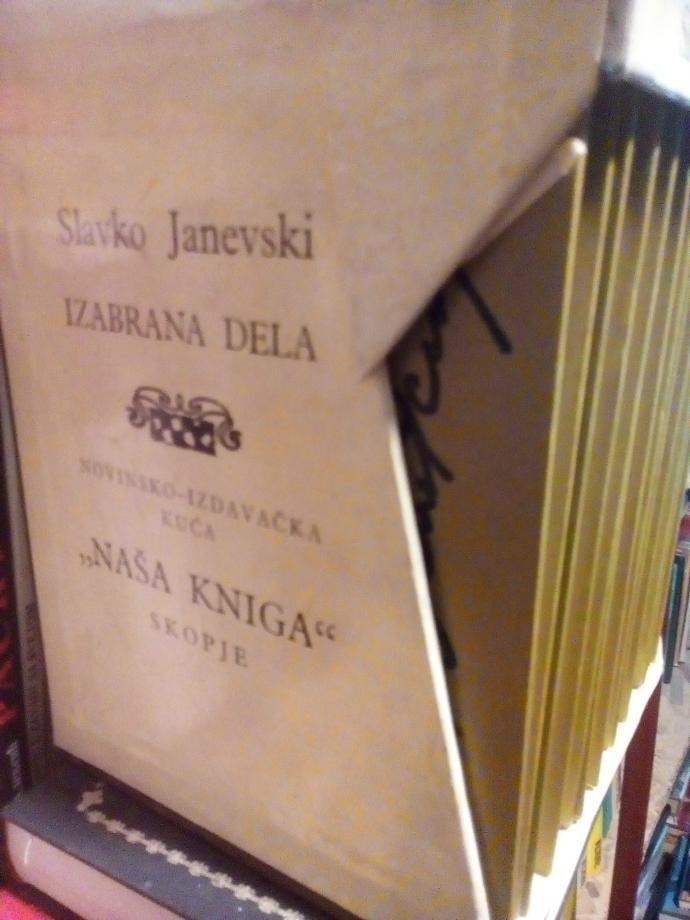 Slavko Janevski
IZABRANA DELA
NOVINSKO-IZDAVAČKA
KUĆA
„NAŠA KNIGA“
SKOPJE